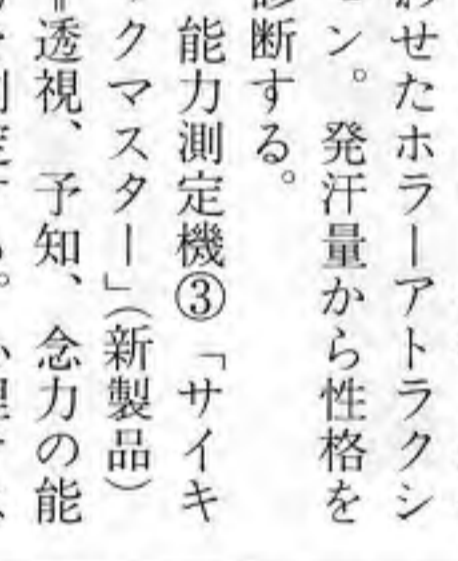 わせたホラーアトラクシ
ン。発汗量から性格を
診断する。
能力測定機③「サイキ
クマスター」(新製品)
=透視、予知、念力の能